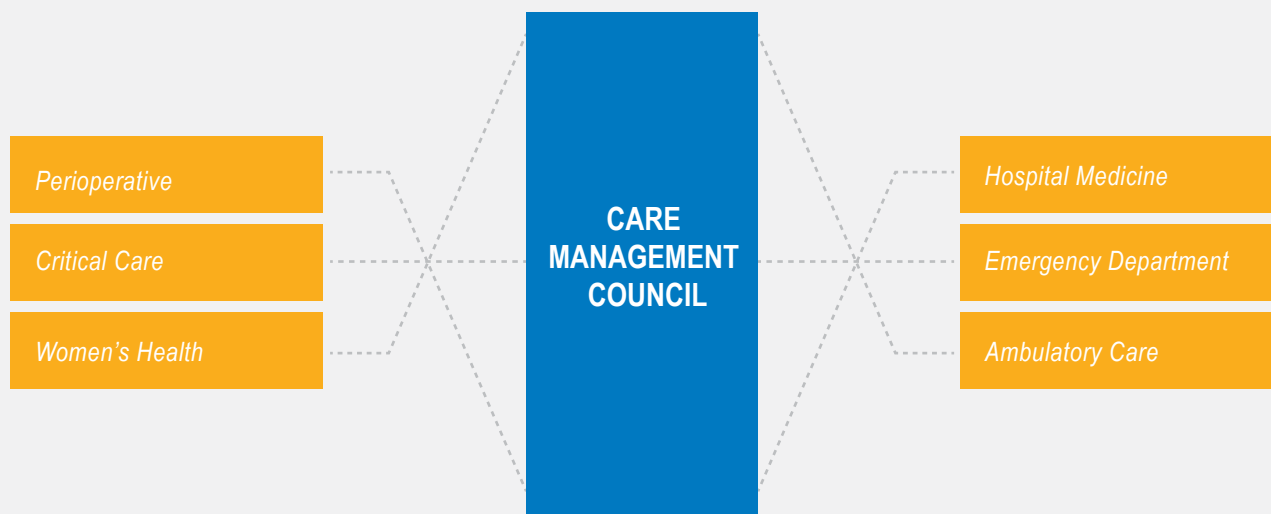 Perioperative
Critical Care
Women’s Health
CARE
MANAGEMENT
COUNCIL
Hospital Medicine
Emergency Department
Ambulatory Care